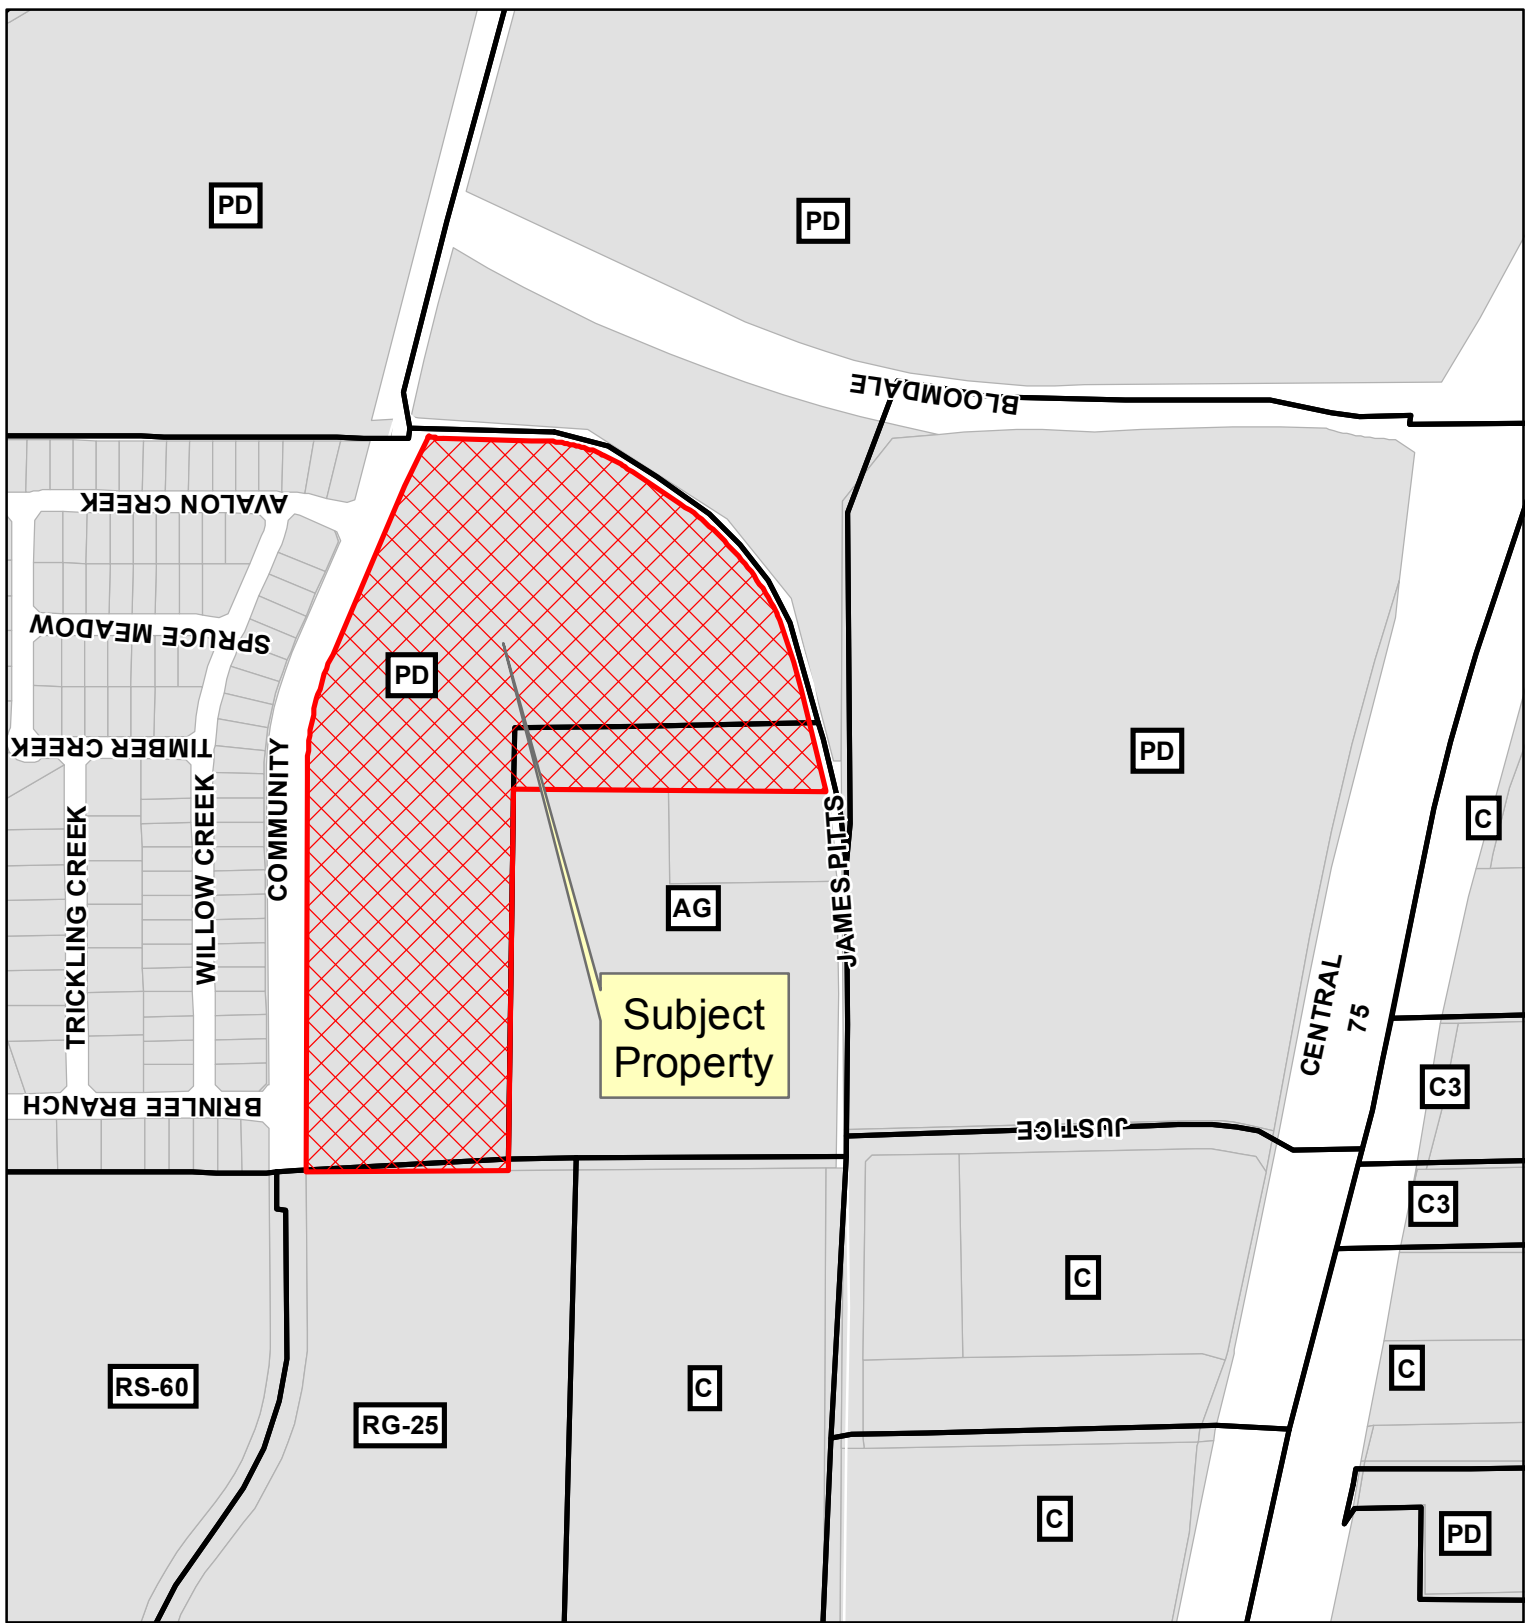 PD
PD
BLOOMDALE
AVALON CREEK
SPRUCE MEADOW
PD
TIMBER CREEK
COMMUNITY
PD
WILLOW CREEK
TRICKLING CREEK
JAMES PITTS
C
AG
Subject
Property
CENTRAL
75
C3
BRINLEE BRANCH
JUSTICE
C3
C
C
RS-60
C
RG-25
C
PD